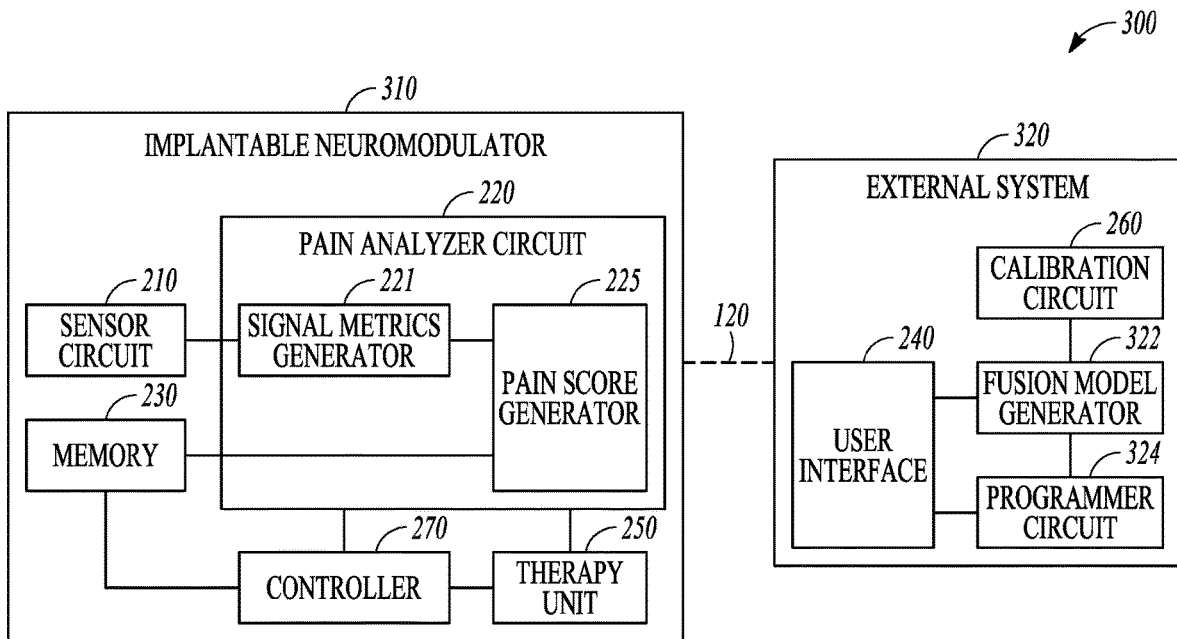 300
310
IMPLANTABLE NEUROMODULATOR
220
PAIN ANALYZER CIRCUIT
210
SENSOR
CIRCUIT
221
SIGNAL METRICS
GENERATOR
225
PAIN SCORE
GENERATOR
230
MEMORY
270
CONTROLLER
250
THERAPY
UNIT
120
320
EXTERNAL SYSTEM
260
CALIBRATION
CIRCUIT
240
USER
INTERFACE
322
FUSION MODEL
GENERATOR
324
PROGRAMMER
CIRCUIT